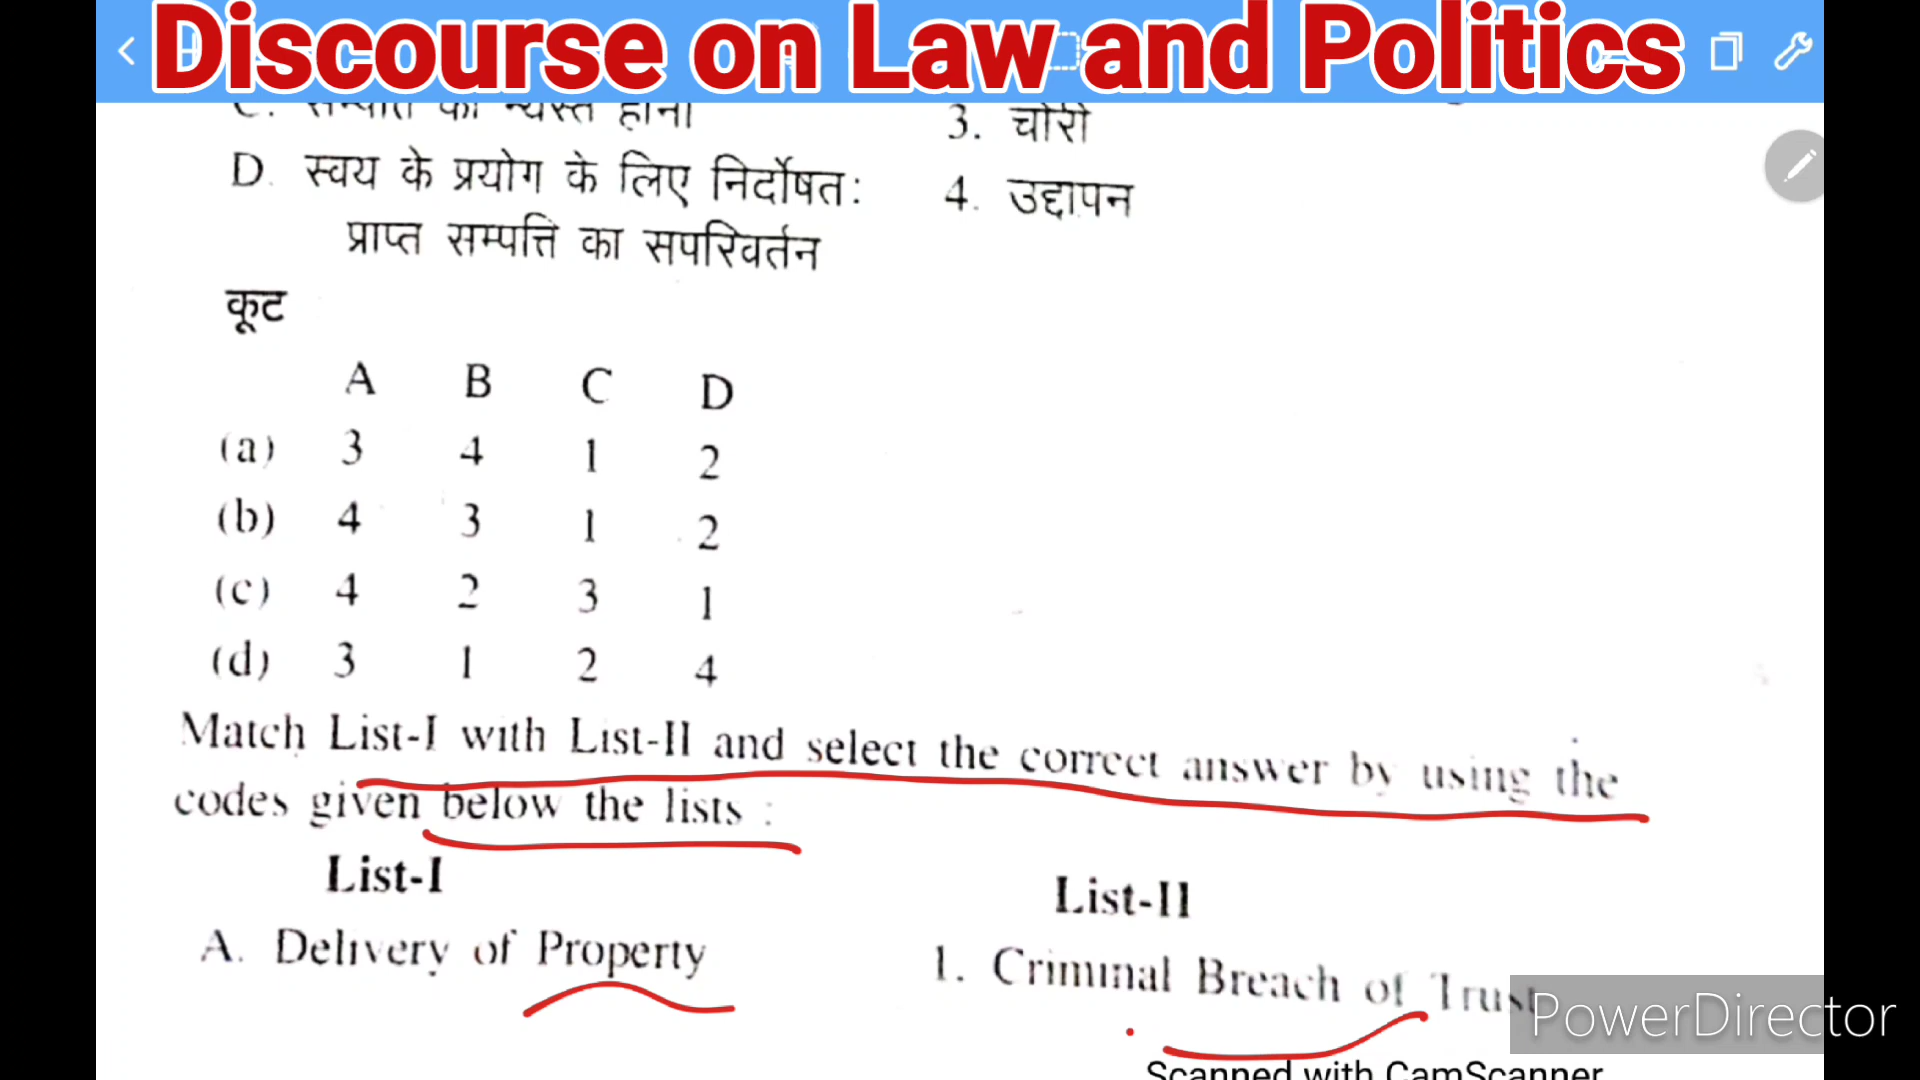 Discourse on Law and Politics
C. सम्पत्ति का न्यस्त होना 3. चोरी
D. स्वय के प्रयोग के लिए निर्दोषतः 4. उद्दापन
प्राप्त सम्पत्ति का सपरिवर्तन
कूट
A B C D
(a) 3 4 1 2
(b) 4 3 1 2
(c) 4 2 3 1
(d) 3 1 2 4
Match List-I with List-II and select the correct answer by using the
codes given below the lists :
List-I List-II
A. Delivery of Property 1. Criminal Breach of Trust
PowerDirector
Scanned with CamScanner